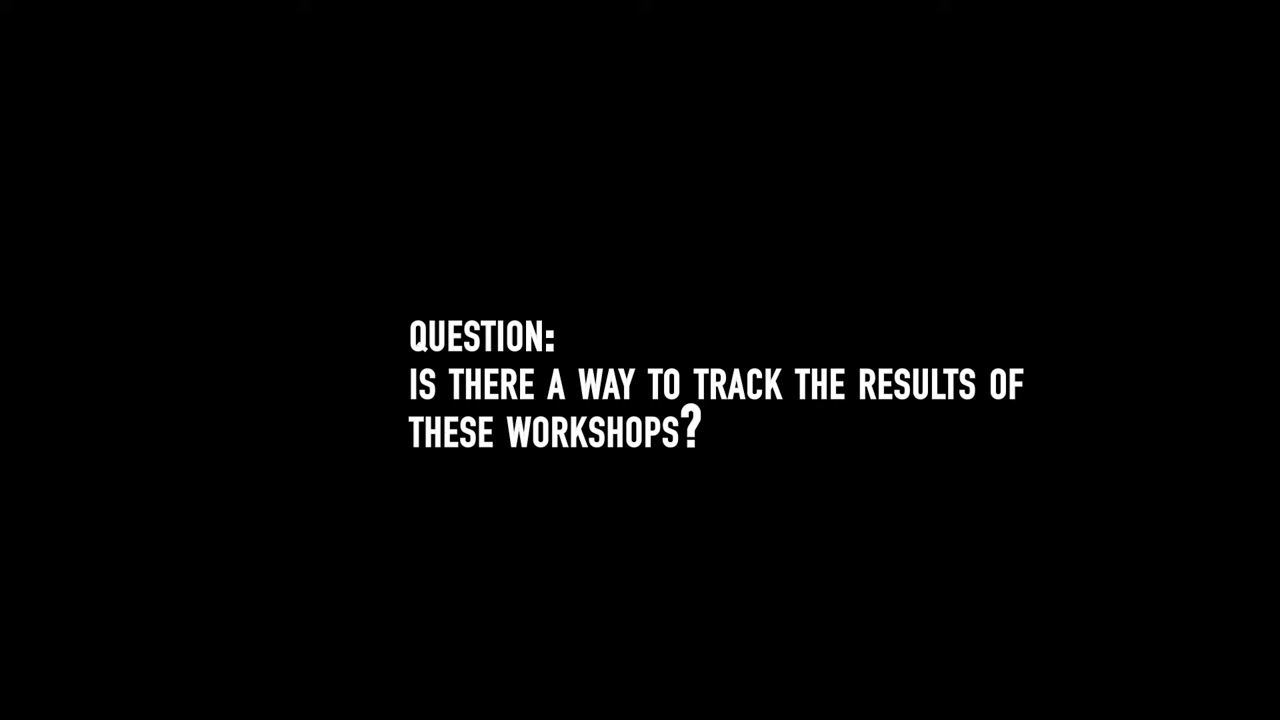 QUESTION:
IS THERE A WAY TO TRACK THE RESULTS OF
THESE WORKSHOPS?